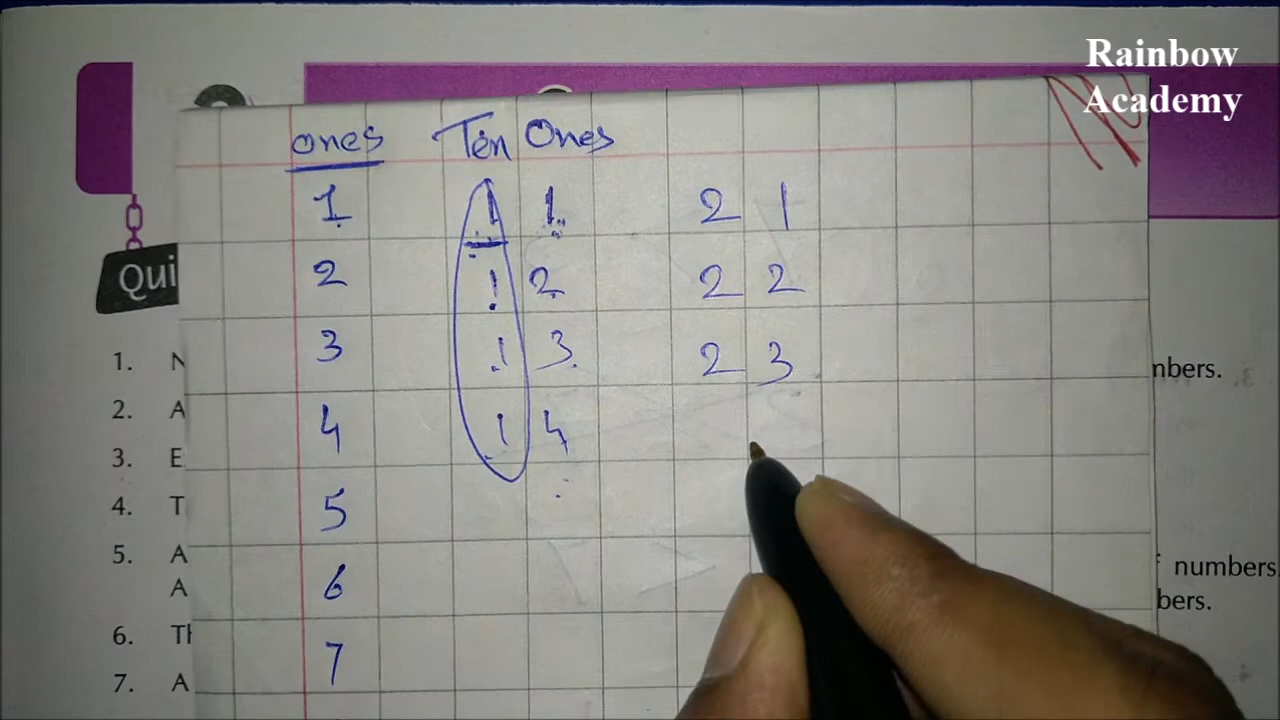 Rainbow
Academy
ones Ten Ones
1 1 1 2 1
2 1 2 2 2
3 1 3 2 3
4 1 4
5
6
7
Qui
1. N
nbers.
2. A
3. E
4. T
5. A
numbers
A
bers.
6. Th
7. A